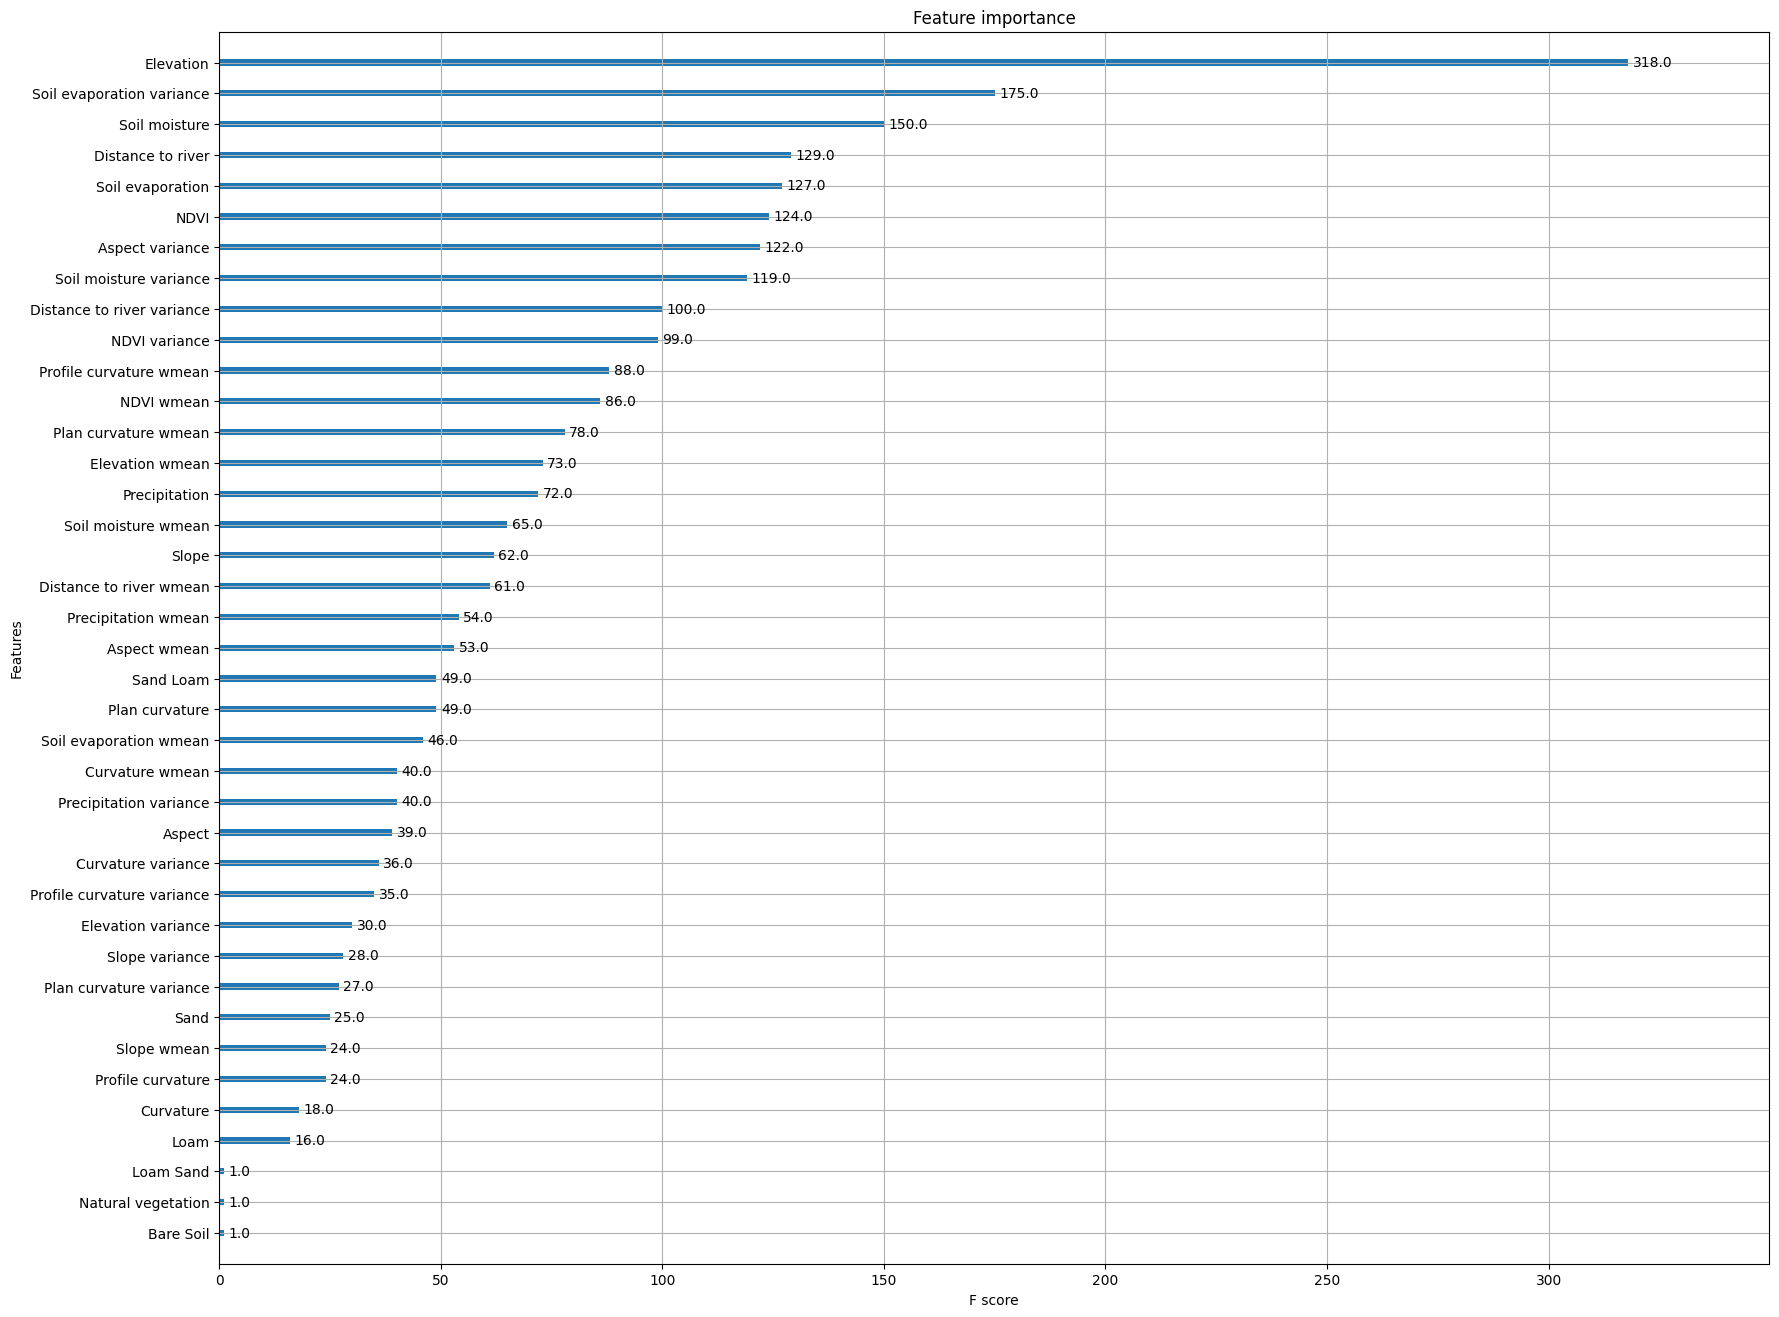 Feature importance
Elevation 318.0
Soil evaporation variance 175.0
Soil moisture 150.0
Distance to river 129.0
Soil evaporation 127.0
NDVI 124.0
Aspect variance 122.0
Soil moisture variance 119.0
Distance to river variance 100.0
NDVI variance 99.0
Profile curvature wmean 88.0
NDVI wmean 86.0
Plan curvature wmean 78.0
Elevation wmean 73.0
Precipitation 72.0
Soil moisture wmean 65.0
Slope 62.0
Distance to river wmean 61.0
Precipitation wmean 54.0
Aspect wmean 53.0
Sand Loam 49.0
Plan curvature 49.0
Soil evaporation wmean 46.0
Curvature wmean 40.0
Precipitation variance 40.0
Aspect 39.0
Curvature variance 36.0
Profile curvature variance 35.0
Elevation variance 30.0
Slope variance 28.0
Plan curvature variance 27.0
Sand 25.0
Slope wmean 24.0
Profile curvature 24.0
Curvature 18.0
Loam 16.0
Loam Sand 1.0
Natural vegetation 1.0
Bare Soil 1.0
Features
0 50 100 150 200 250 300
F score